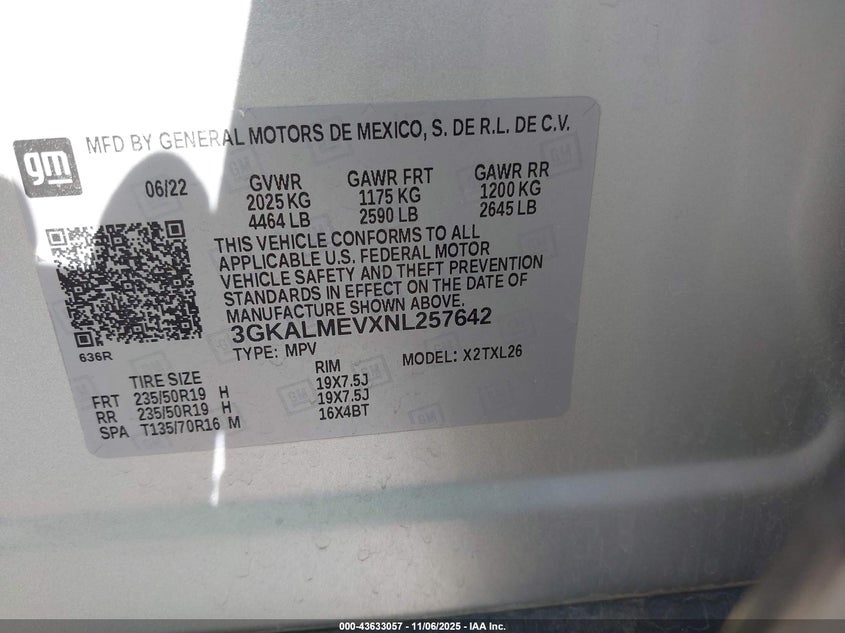 gm
MFD BY GENERAL MOTORS DE MEXICO, S. DE R.L. DE C.V.
06/22 GVWR GAWR FRT GAWR RR
2025 KG 1175 KG 1200 KG
4464 LB 2590 LB 2645 LB
THIS VEHICLE CONFORMS TO ALL
APPLICABLE U.S. FEDERAL MOTOR
VEHICLE SAFETY AND THEFT PREVENTION
STANDARDS IN EFFECT ON THE DATE OF
MANUFACTURE SHOWN ABOVE.
3GKALMEVXNL257642
636R
TYPE: MPV MODEL: X2TXL26
TIRE SIZE RIM
FRT 235/50R19 H 19X7.5J
RR 235/50R19 H 19X7.5J
SPA T135/70R16 M 16X4BT
000-43633057 - 11/06/2025 - IAA Inc.